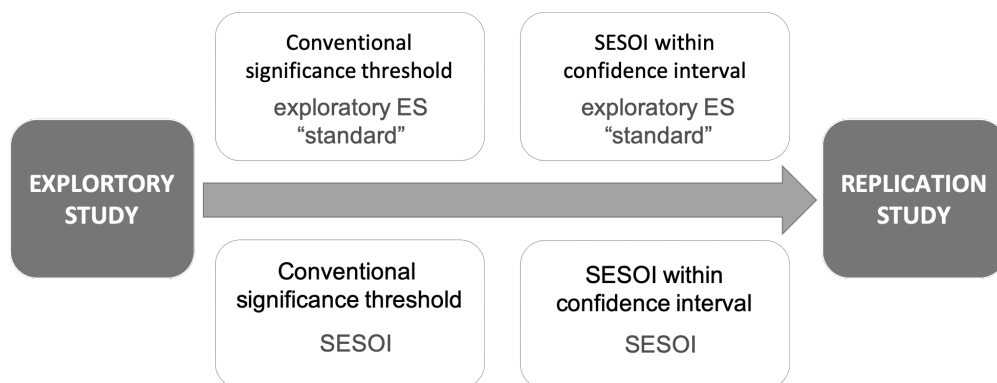 Conventional
significance threshold
exploratory ES
“standard”
SESOI within
confidence interval
exploratory ES
“standard”
EXPLORTORY
STUDY
REPLICATION
STUDY
Conventional
significance threshold
SESOI
SESOI within
confidence interval
SESOI